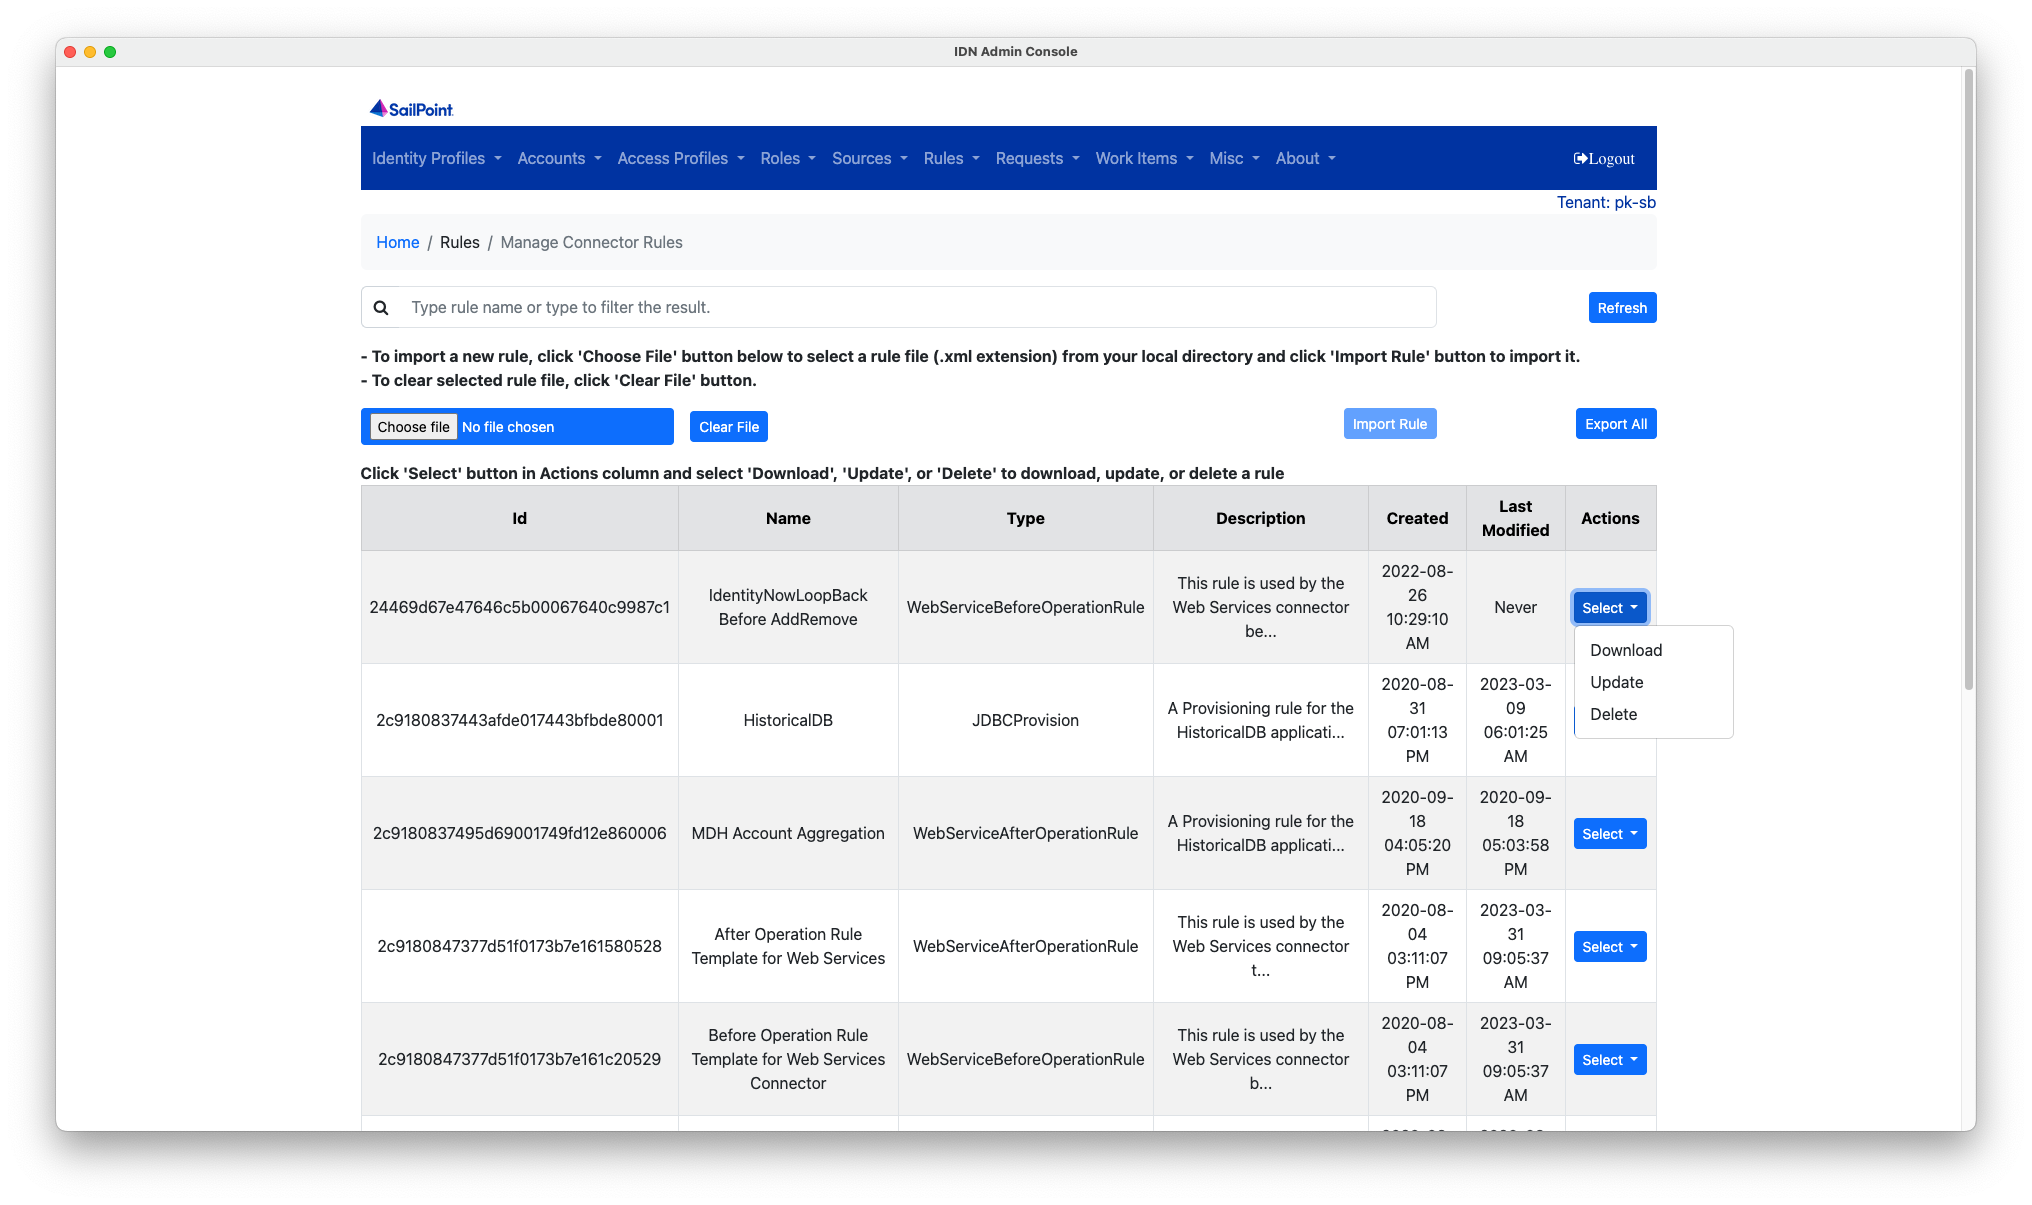 IDN Admin Console
SailPoint
Identity Profiles Accounts Access Profiles Roles Sources Rules Requests Work Items Misc About Logout
Tenant: pk-sb
Home / Rules / Manage Connector Rules
Type rule name or type to filter the result.
Refresh
- To import a new rule, click 'Choose File' button below to select a rule file (.xml extension) from your local directory and click 'Import Rule' button to import it.
- To clear selected rule file, click 'Clear File' button.
Choose file No file chosen Clear File Import Rule Export All
Click 'Select' button in Actions column and select 'Download', 'Update', or 'Delete' to download, update, or delete a rule
Id
Name
Type
Description
Created
Last
Modified
Actions
24469d67e47646c5b00067640c9987c1
IdentityNowLoopBack
Before AddRemove
WebServiceBeforeOperationRule
This rule is used by the
Web Services connector
be...
2022-08-
26
10:29:10
AM
Never
Select
Download
Update
Delete
2c9180837443afde017443bfbde80001
HistoricalDB
JDBCProvision
A Provisioning rule for the
HistoricalDB applicati...
2020-08-
31
07:01:13
PM
2023-03-
09
06:01:25
AM
2c9180837495d69001749fd12e860006
MDH Account Aggregation
WebServiceAfterOperationRule
A Provisioning rule for the
HistoricalDB applicati...
2020-09-
18
04:05:20
PM
2020-09-
18
05:03:58
PM
Select
2c9180847377d51f0173b7e161580528
After Operation Rule
Template for Web Services
WebServiceAfterOperationRule
This rule is used by the
Web Services connector
t...
2020-08-
04
03:11:07
PM
2023-03-
31
09:05:37
AM
Select
2c9180847377d51f0173b7e161c20529
Before Operation Rule
Template for Web Services
Connector
WebServiceBeforeOperationRule
This rule is used by the
Web Services connector
b...
2020-08-
04
03:11:07
PM
2023-03-
31
09:05:37
AM
Select